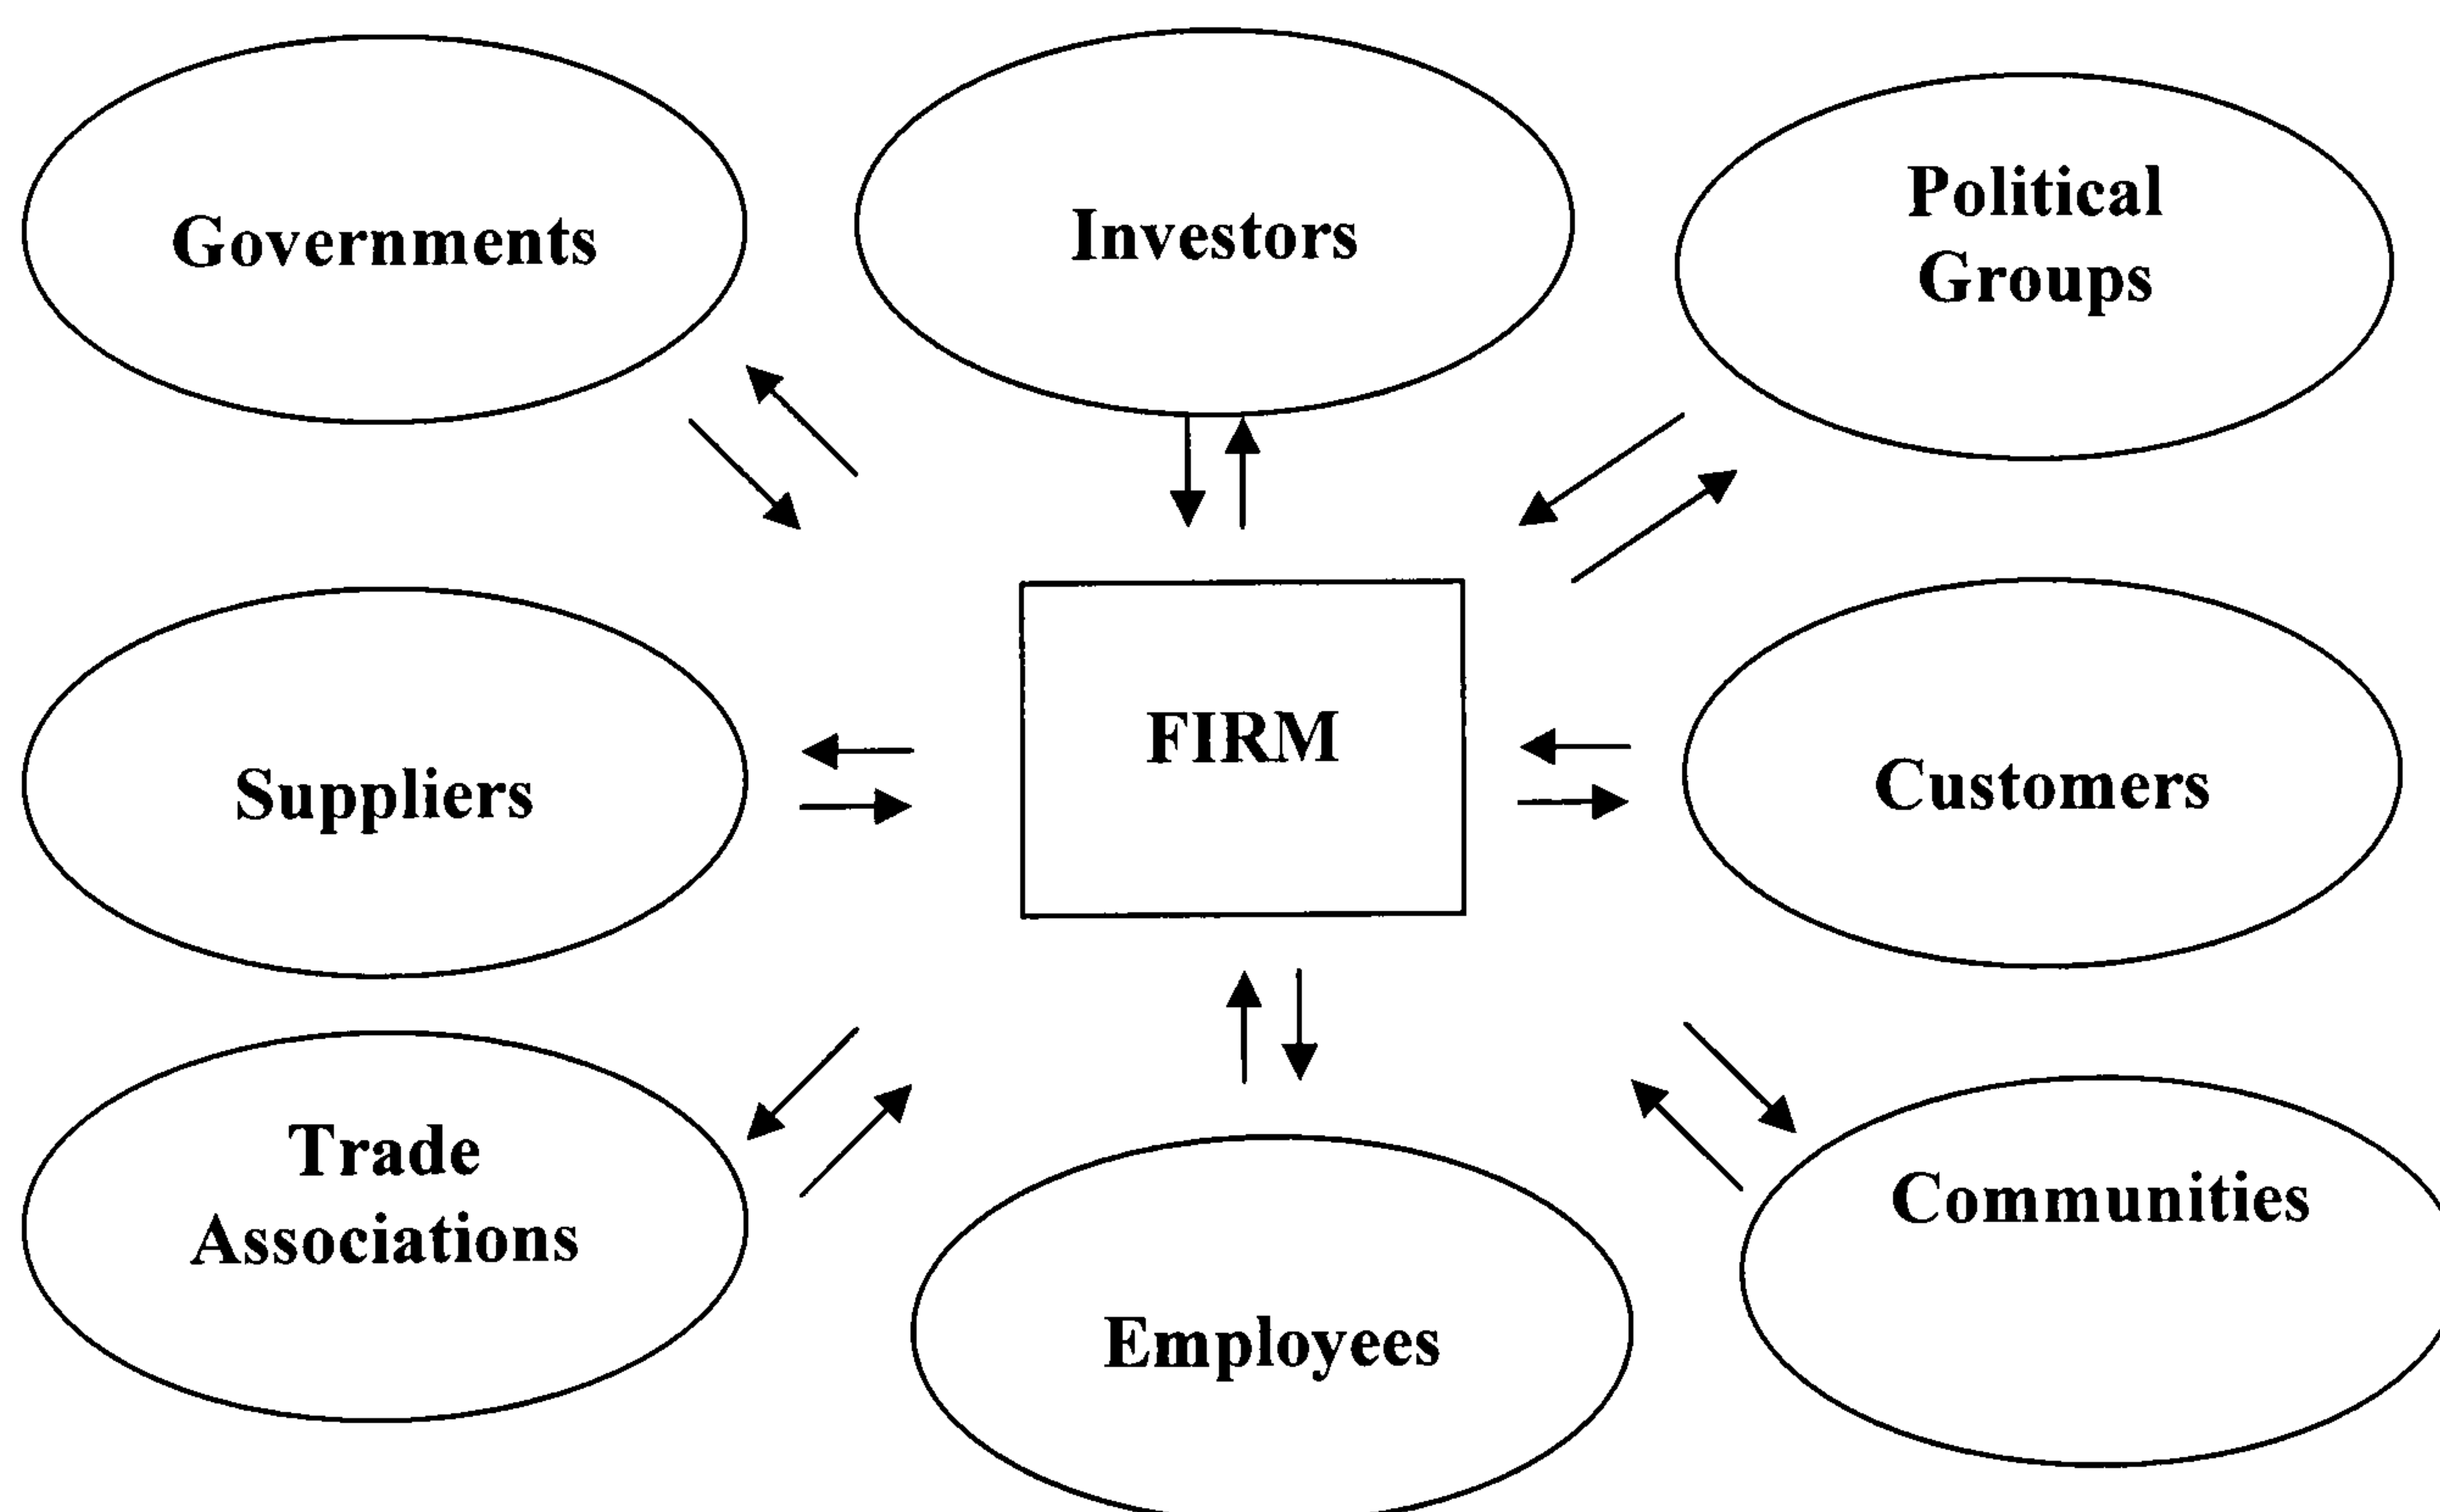 Governments
Investors
Political
Groups
Suppliers
FIRM
Customers
Trade
Associations
Employees
Communities